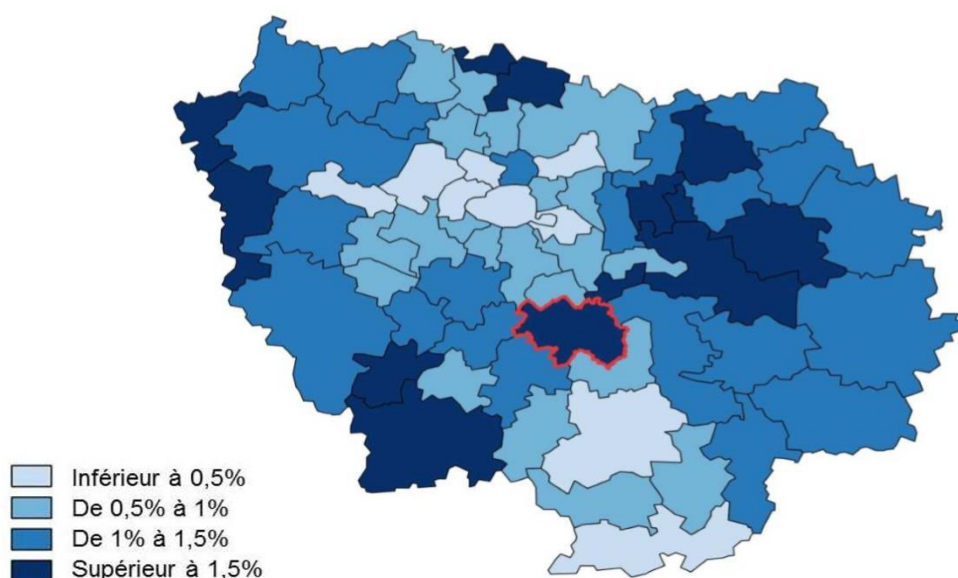 Inférieur à 0,5%
De 0,5% à 1%
De 1% à 1,5%
Supérieur à 1,5%